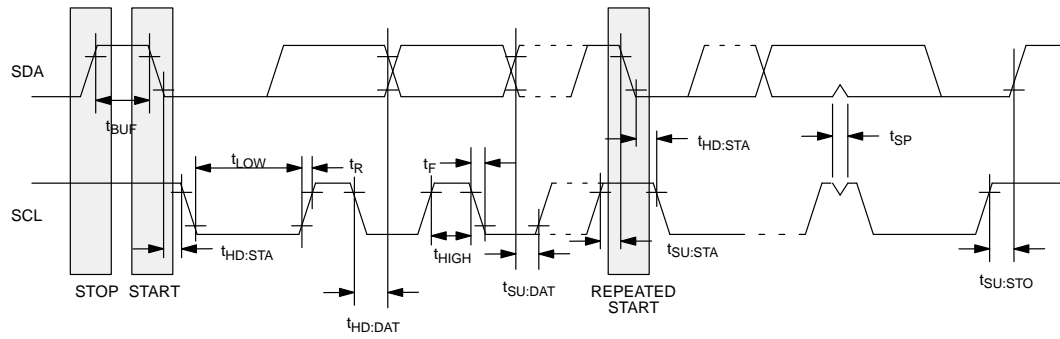 SDA
tBUF
tLOW
tR
tF
tHD:STA
tSP
SCL
tHD:STA
tHIGH
tSU:STA
tSU:DAT
tSU:STO
STOP
START
REPEATED
START
tHD:DAT